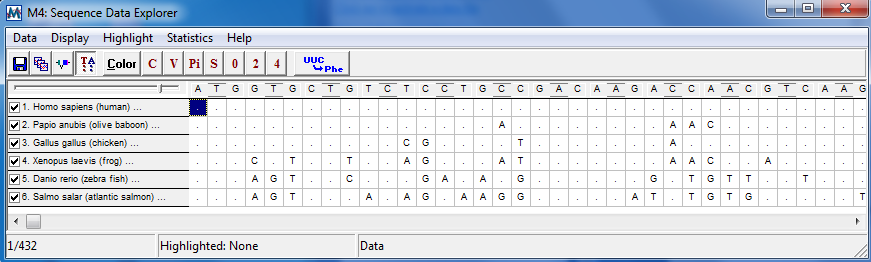 M4: Sequence Data Explorer
Data Display Highlight Statistics Help
TA Color C V Pi S 0 2 4 UUC Phe
A T G G T G C T G T C T C C T G C C G A C A A G A C C A A C G T C A A G
1. Homo sapiens (human) ... . . . . . . . . . . . . . . . . . . . . . . . . . . . . . . . . . . . .
2. Papio anubis (olive baboon) ... . . . . . . . . . . . . . . . . A . . . . . . . . A A C . . . . . . . .
3. Gallus gallus (chicken) ... . . . . . . . . . . . C G . . . . T . . . . . . . A . . . . . . . . . .
4. Xenopus laevis (frog) ... . . . C . T . . T . . A G . . . A T . . . . . . . A A C . . A . . . . .
5. Danio rerio (zebra fish) ... . . . A G T . . C . . . G A . A . G . . . . . . G . T G T T . . T . . .
6. Salmo salar (atlantic salmon) ... . . . A G T . . . A . A G . A A G G . . . . . A T . T G T G . . . . . T
1/432 Highlighted: None Data